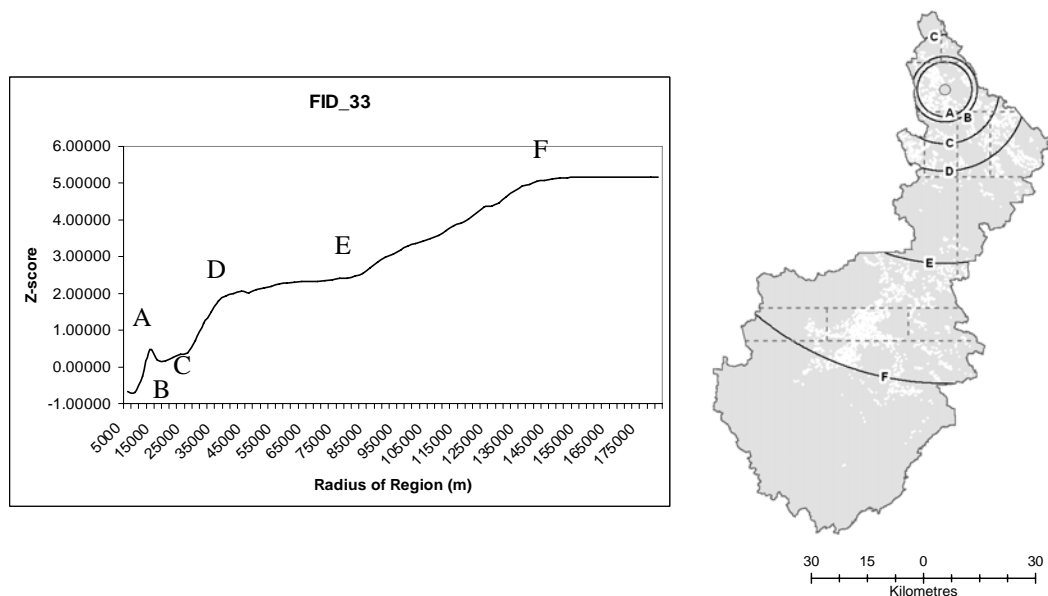 FID_33
6.00000
5.00000
4.00000
3.00000
2.00000
1.00000
0.00000
-1.00000
Z-score
A
B
C
D
E
F
5000
15000
25000
35000
45000
55000
65000
75000
85000
95000
105000
115000
125000
135000
145000
155000
165000
175000
Radius of Region (m)
C
A
B
C
D
E
F
30 15 0 30
Kilometres